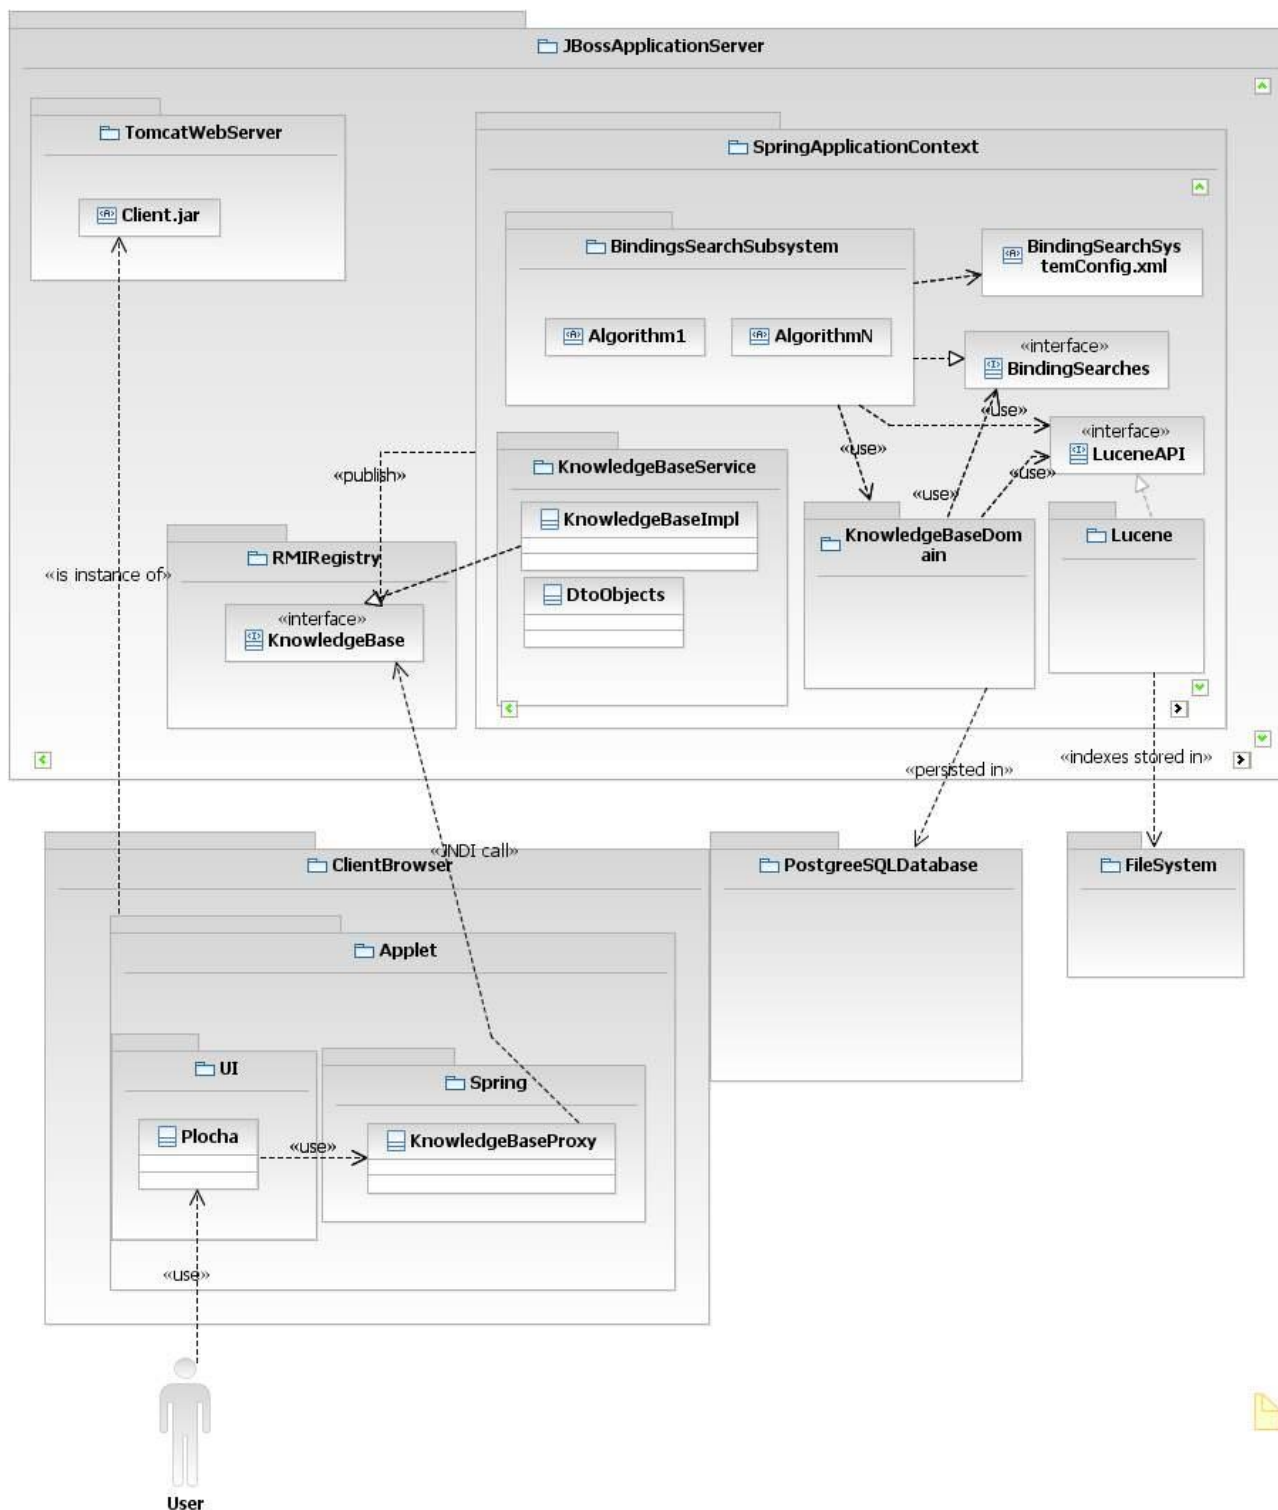 JBossApplicationServer
TomcatWebServer
Client.jar
SpringApplicationContext
BindingsSearchSubsystem
Algorithm1
AlgorithmN
BindingSearchSys
temConfig.xml
«interface»
BindingSearches
«use»
«interface»
LuceneAPI
«use»
«use»
«use»
«publish»
KnowledgeBaseService
KnowledgeBaseImpl
DtoObjects
KnowledgeBaseDom
ain
Lucene
RMIRegistry
«is instance of»
«interface»
KnowledgeBase
«persisted in»
«indexes stored in»
ClientBrowser
«JNDI call»
PostgreeSQLDatabase
FileSystem
Applet
UI
Spring
Plocha
«use»
KnowledgeBaseProxy
«use»
User